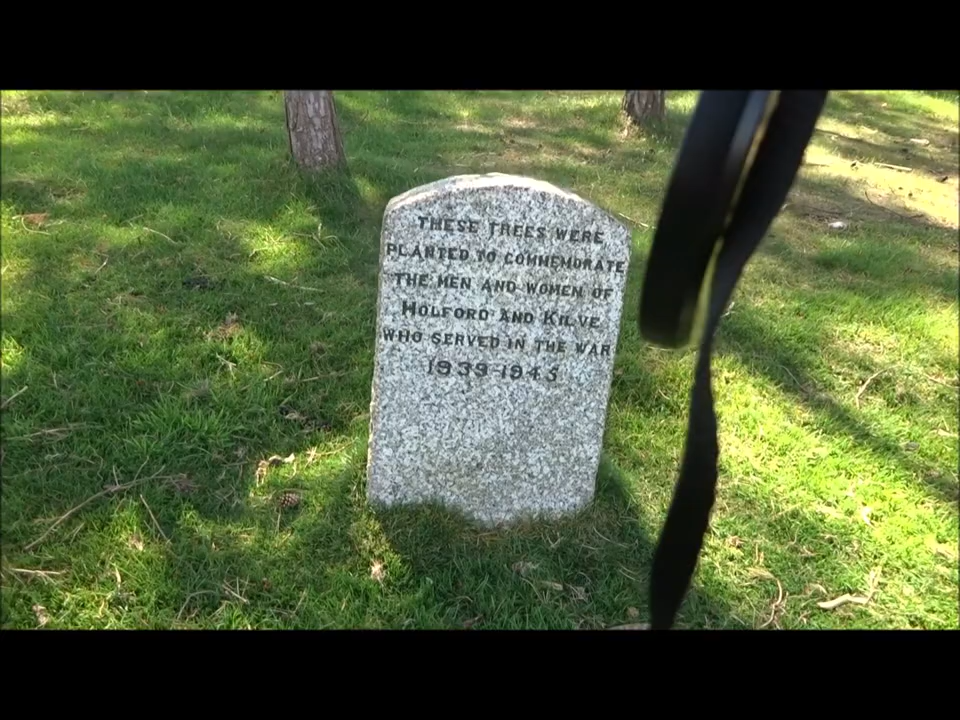 THESE TREES WERE
PLANTED TO COMMEMORATE
THE MEN AND WOMEN OF
HOLFORD AND KILVE
WHO SERVED IN THE WAR
1939-1945